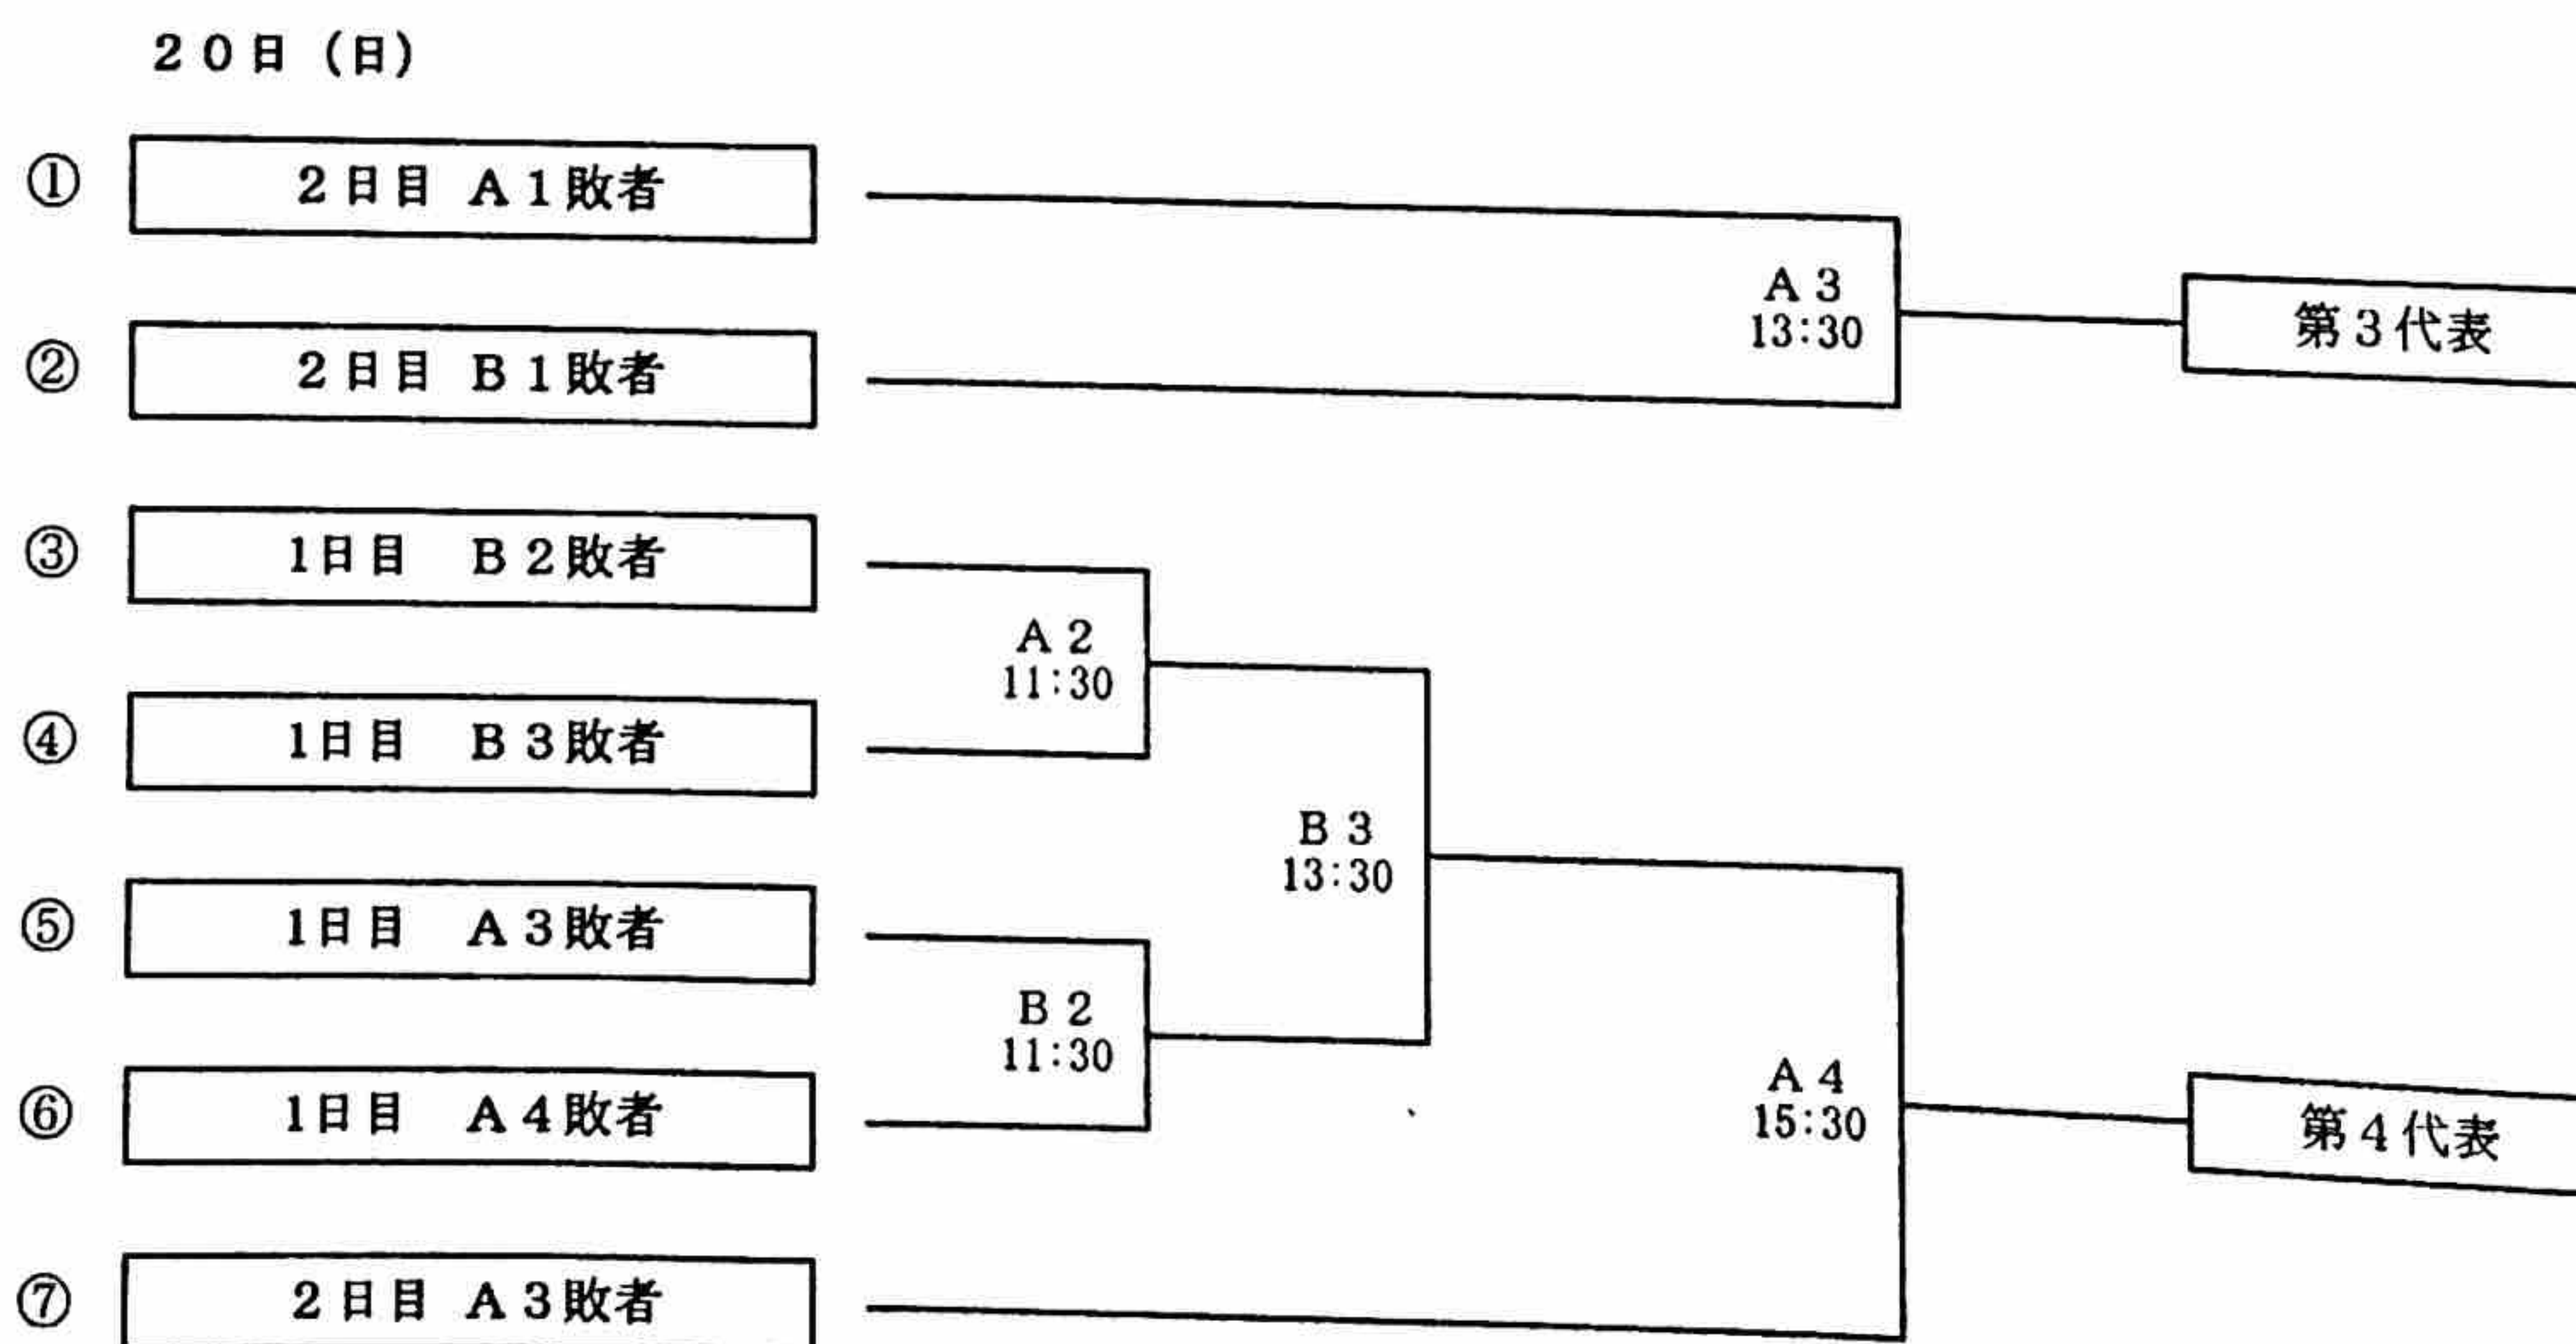 20日(日)
① 2日目 A1敗者
② 2日目 B1敗者
A3
13:30
第3代表
③ 1日目 B2敗者
④ 1日目 B3敗者
A2
11:30
B3
13:30
⑤ 1日目 A3敗者
⑥ 1日目 A4敗者
B2
11:30
A4
15:30
第4代表
⑦ 2日目 A3敗者